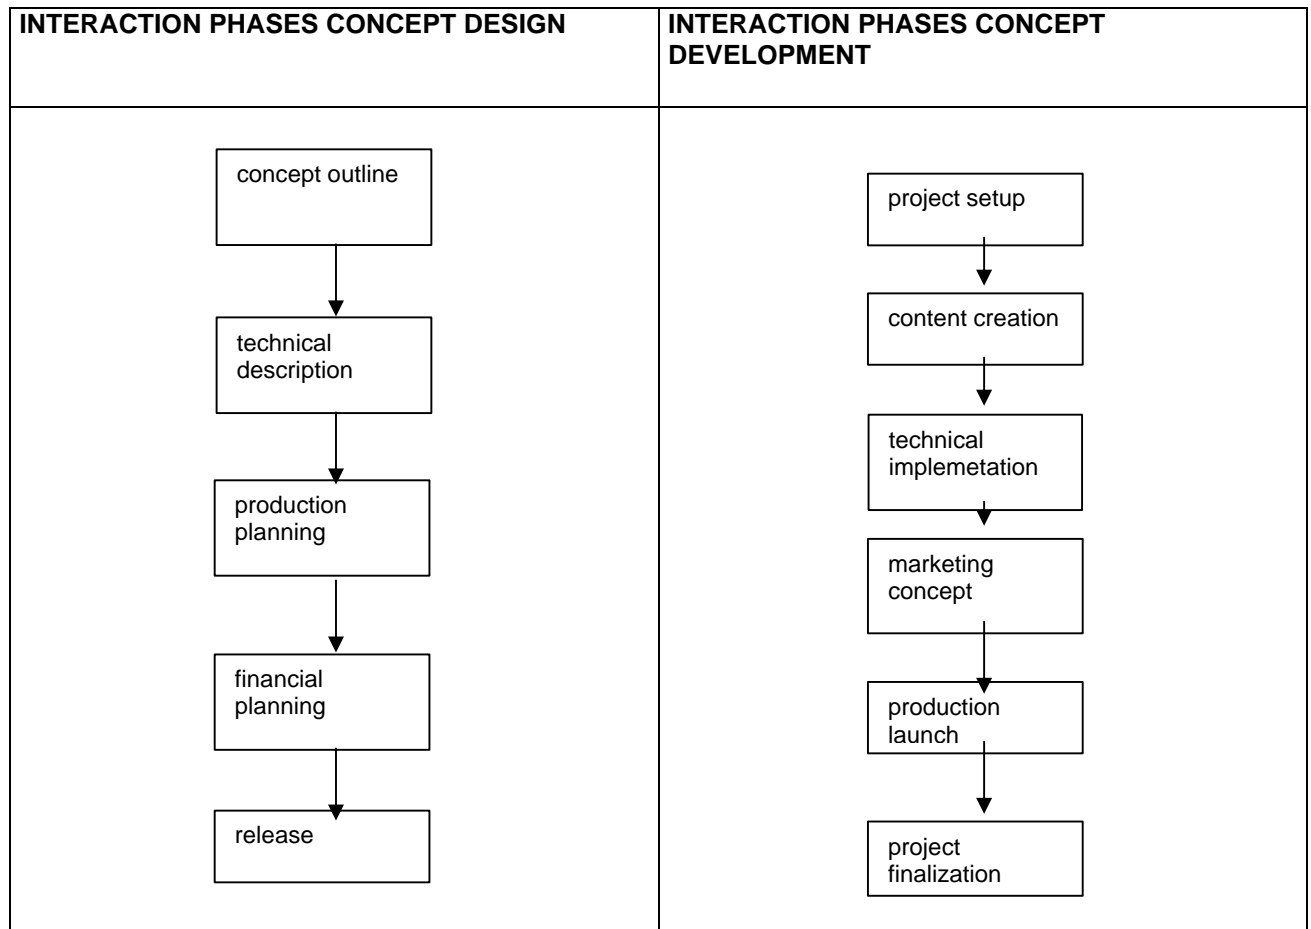 INTERACTION PHASES CONCEPT DESIGN
INTERACTION PHASES CONCEPT
DEVELOPMENT
concept outline
technical
description
production
planning
financial
planning
release
project setup
content creation
technical
implemetation
marketing
concept
production
launch
project
finalization